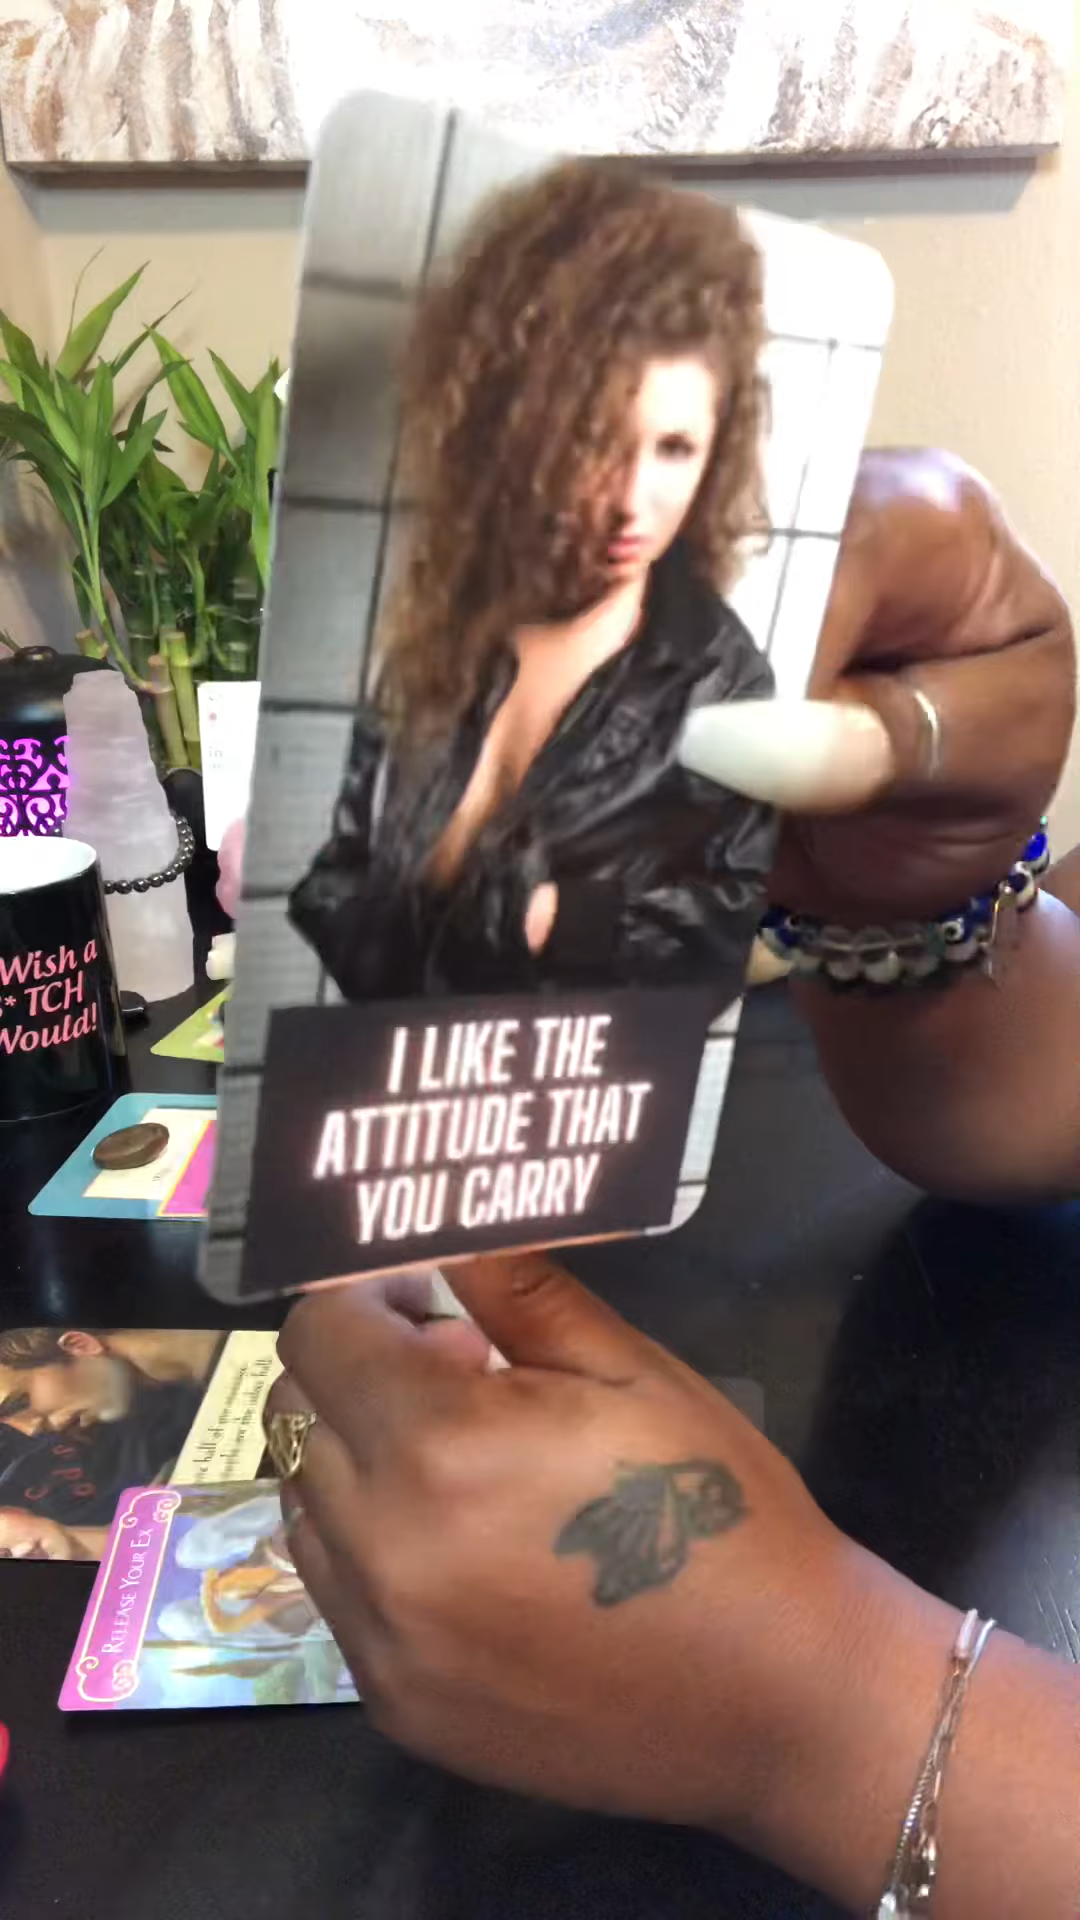 Wish a
B*TCH
Would!
I LIKE THE
ATTITUDE THAT
YOU CARRY
RELEASE YOUR EX